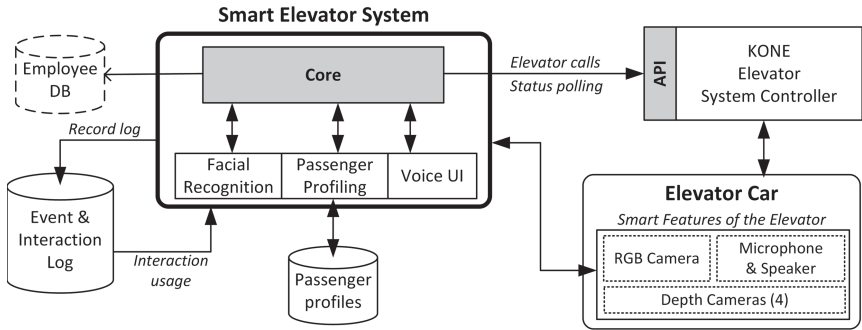 Smart Elevator System
Employee
DB
Core
Elevator calls
Status polling
API
KONE
Elevator
System Controller
Record log
Facial
Recognition
Passenger
Profiling
Voice UI
Event &
Interaction
Log
Interaction
usage
Passenger
profiles
Elevator Car
Smart Features of the Elevator
RGB Camera
Microphone
& Speaker
Depth Cameras (4)